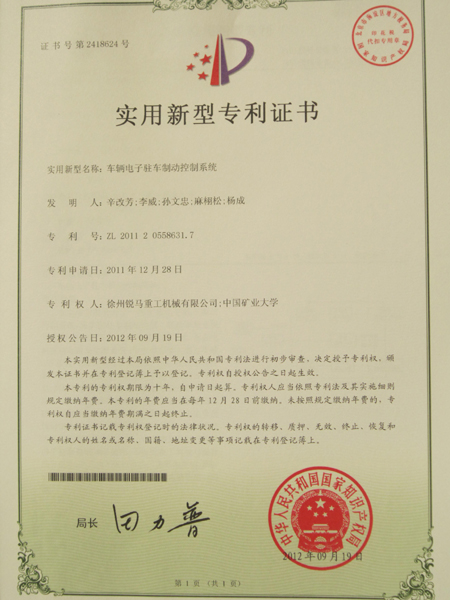 证书号第2418624号
实用新型专利证书
实用新型名称：车辆电子驻车制动控制系统
发 明 人：辛改芳;李威;孙文忠;麻栩松;杨成
专 利 号：ZL 2011 2 0558631.7
专利申请日：2011年12月28日
专 利 权 人：徐州锐马重工机械有限公司;中国矿业大学
授权公告日：2012年09月19日
本实用新型经过本局依照中华人民共和国专利法进行初步审查，决定授予专利权，颁
发本证书并在专利登记簿上予以登记。专利权自授权公告之日起生效。
本专利的专利权期限为十年，自申请日起算。专利权人应当依照专利法及其实施细则
规定缴纳年费。本专利的年费应当在每年12月28日前缴纳。未按照规定缴纳年费的，专利
权自应当缴纳年费期满之日起终止。
专利证书记载专利权登记时的法律状况。专利权的转移、质押、无效、终止、恢复和
专利权人的姓名或名称、国籍、地址变更等事项记载在专利登记簿上。
局长
田力普
中华人民共和国国家知识产权局
2012年09月19日
第1页（共1页）